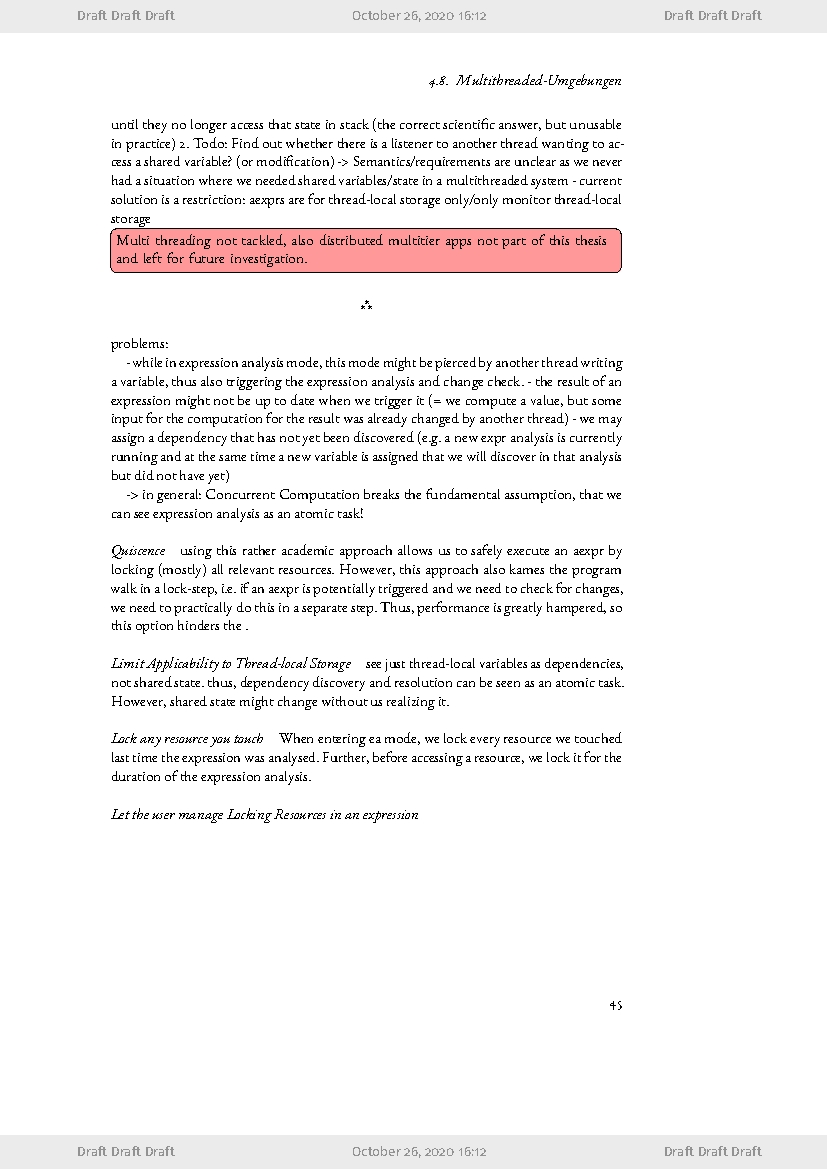 Draft Draft Draft October 26, 2020 16:12 Draft Draft Draft
4.8. Multithreaded-Umgebungen
until they no longer access that state in stack (the correct scientific answer, but unusable
in practice) 2. Todo: Find out whether there is a listener to another thread wanting to ac-
cess a shared variable? (or modification) -> Semantics/requirements are unclear as we never
had a situation where we needed shared variables/state in a multithreaded system - current
solution is a restriction: aexprs are for thread-local storage only/only monitor thread-local
storage
Multi threading not tackled, also distributed multitier apps not part of this thesis
and left for future investigation.
⁂
problems:
- while in expression analysis mode, this mode might be pierced by another thread writing
a variable, thus also triggering the expression analysis and change check. - the result of an
expression might not be up to date when we trigger it (= we compute a value, but some
input for the computation for the result was already changed by another thread) - we may
assign a dependency that has not yet been discovered (e.g. a new expr analysis is currently
running and at the same time a new variable is assigned that we will discover in that analysis
but did not have yet)
-> in general: Concurrent Computation breaks the fundamental assumption, that we
can see expression analysis as an atomic task!
Quiscence using this rather academic approach allows us to safely execute an aexpr by
locking (mostly) all relevant resources. However, this approach also kames the program
walk in a lock-step, i.e. if an aexpr is potentially triggered and we need to check for changes,
we need to practically do this in a separate step. Thus, performance is greatly hampered, so
this option hinders the .
Limit Applicability to Thread-local Storage see just thread-local variables as dependencies,
not shared state. thus, dependency discovery and resolution can be seen as an atomic task.
However, shared state might change without us realizing it.
Lock any resource you touch When entering ea mode, we lock every resource we touched
last time the expression was analysed. Further, before accessing a resource, we lock it for the
duration of the expression analysis.
Let the user manage Locking Resources in an expression
45
Draft Draft Draft October 26, 2020 16:12 Draft Draft Draft